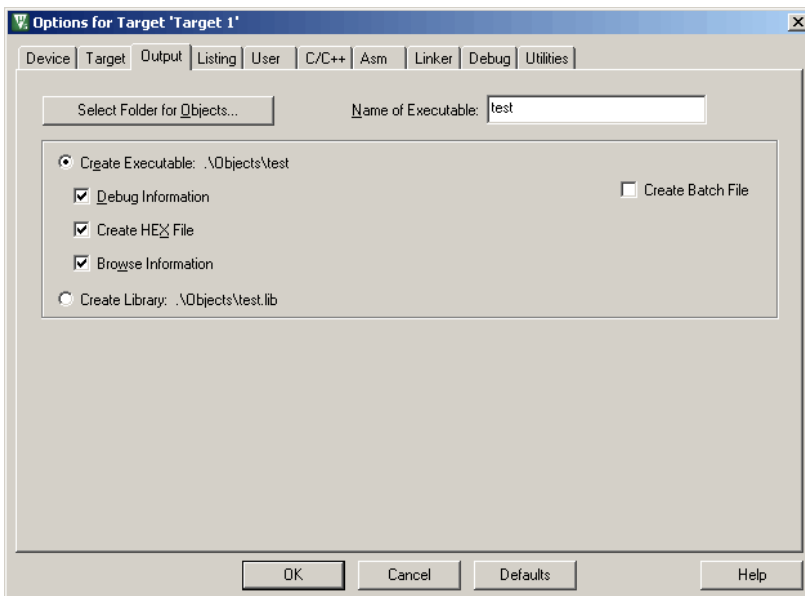 Options for Target 'Target 1'
Device Target Output Listing User C/C++ Asm Linker Debug Utilities
Select Folder for Objects... Name of Executable: test
Create Executable: .\Objects\test
Debug Information Create Batch File
Create HEX File
Browse Information
Create Library: .\Objects\test.lib
OK Cancel Defaults Help